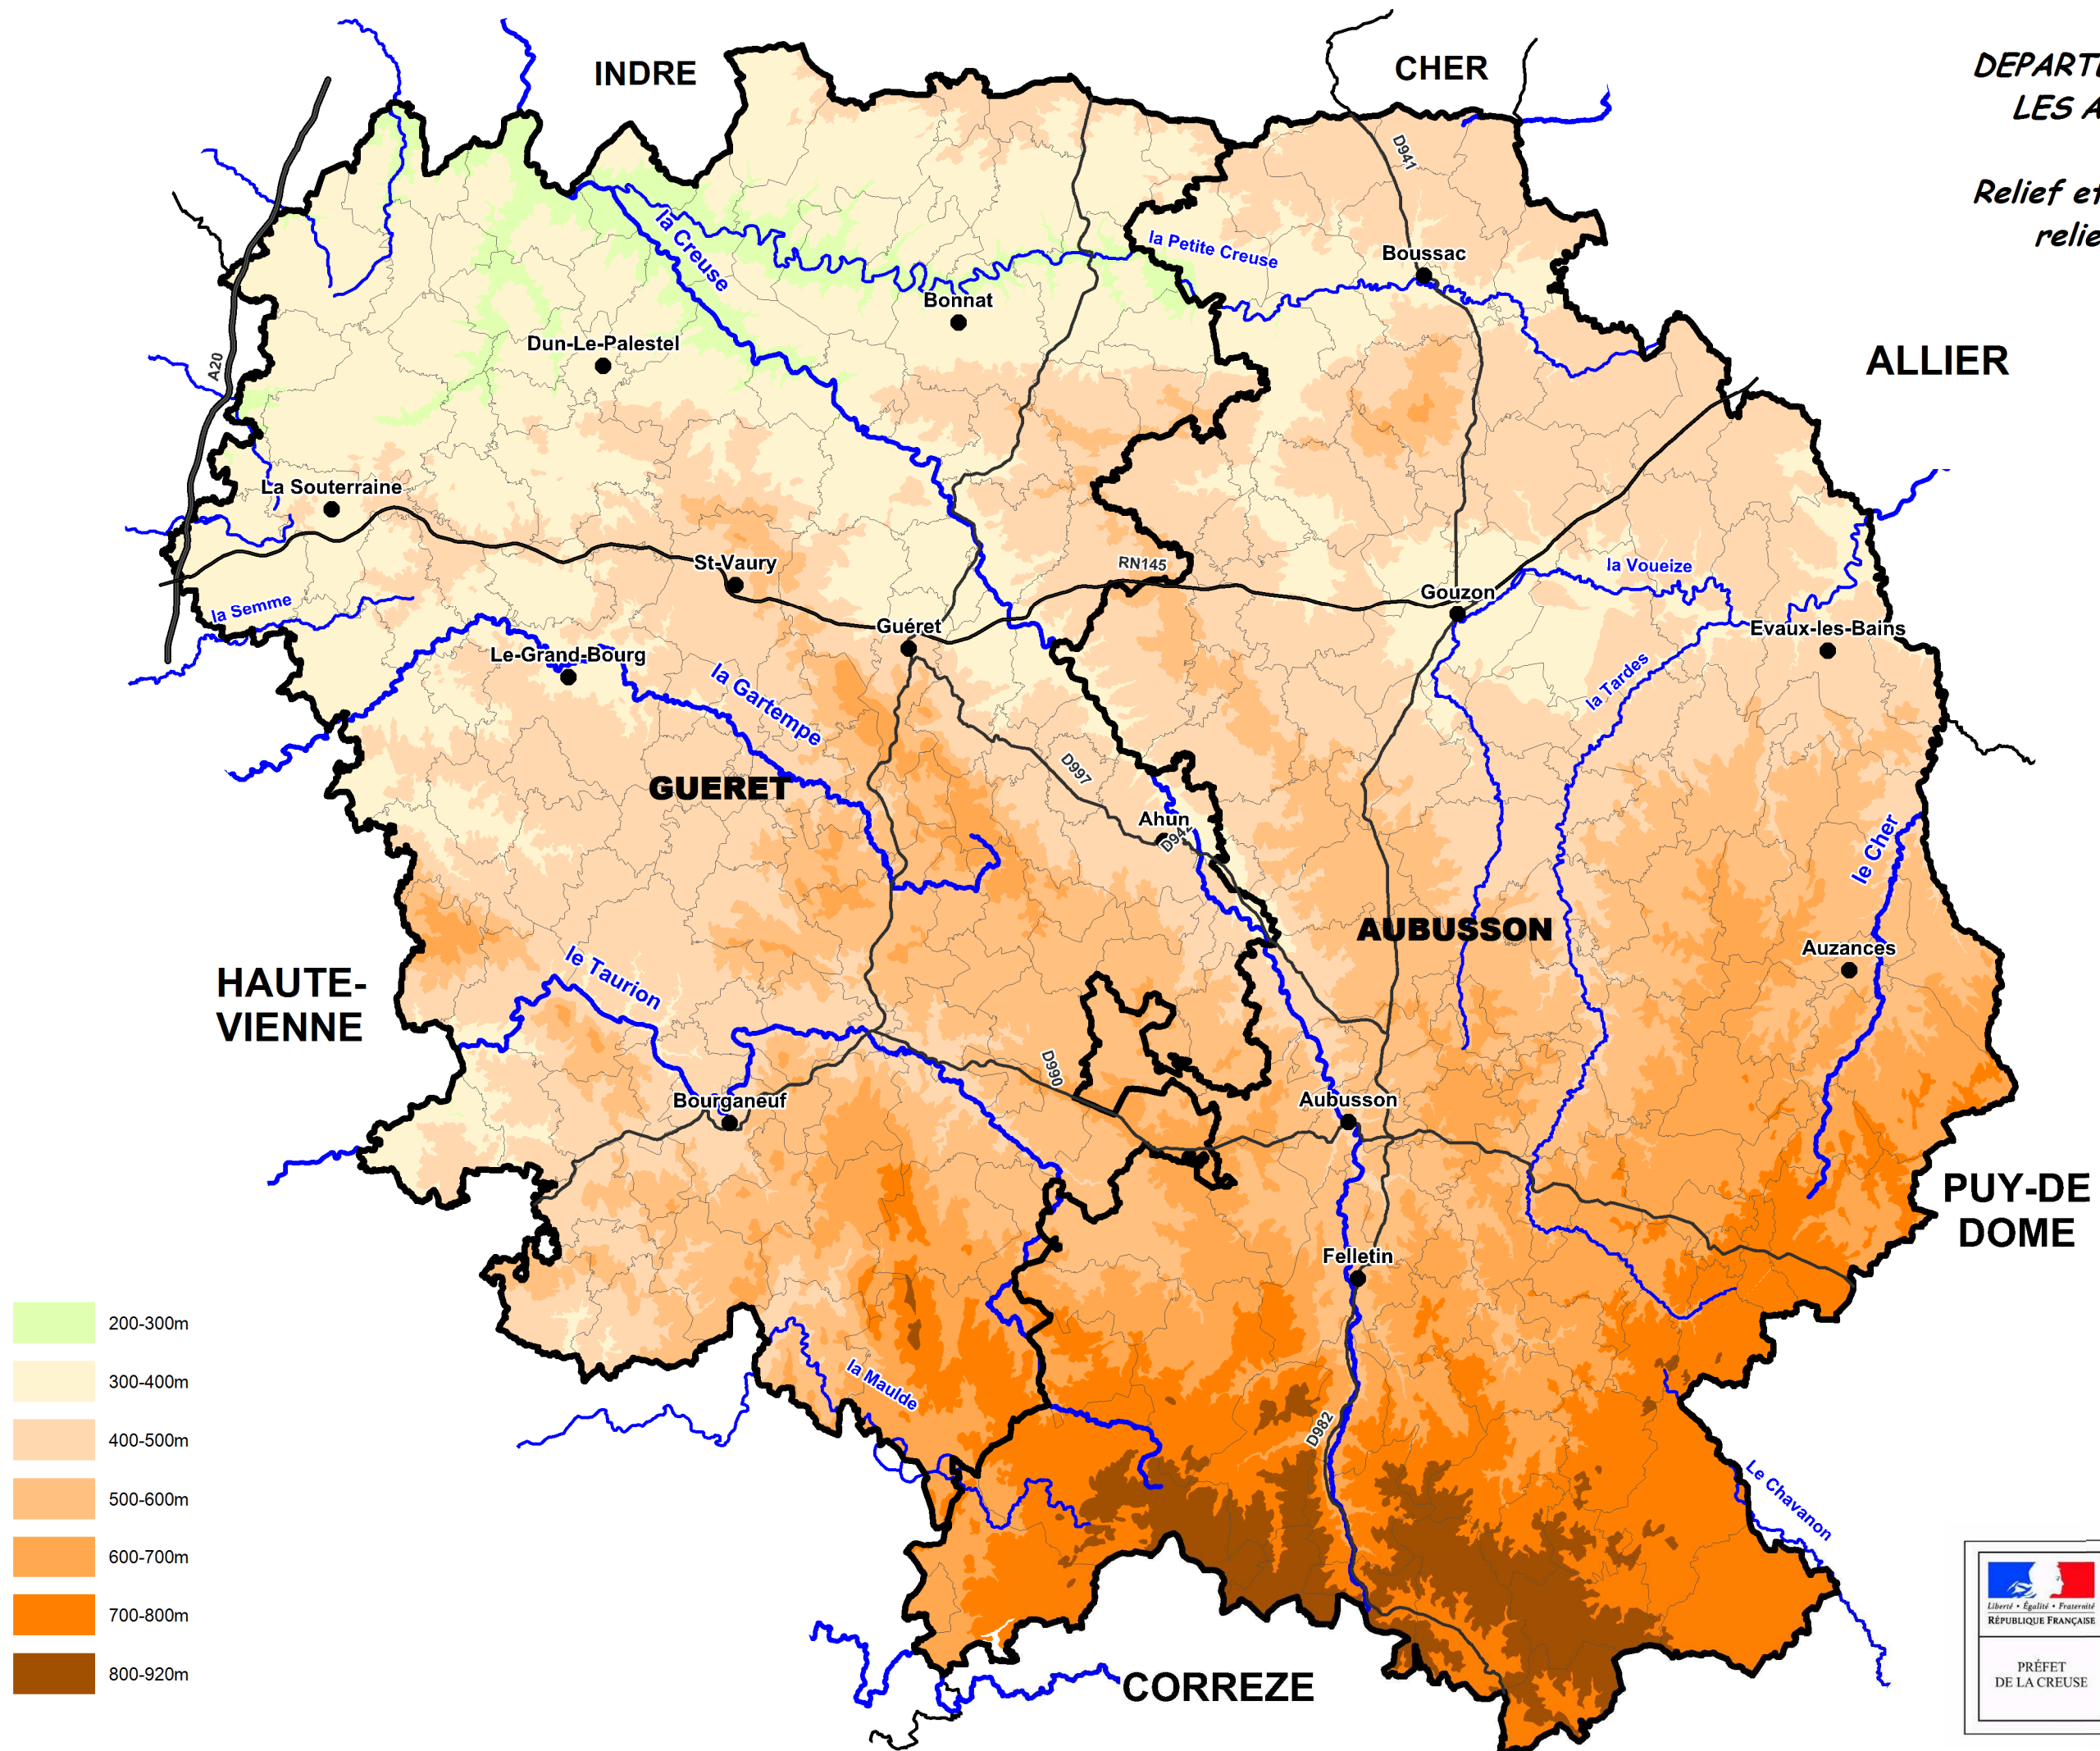 INDRE
CHER
DEPARTE
LES A
Relief et
relie
D941
la Creuse
la Petite Creuse
Boussac
Bonnat
Dun-Le-Palestel
ALLIER
A20
La Souterraine
St-Vaury
RN145
la Voueize
Gouzon
la Semme
Guéret
Evaux-les-Bains
Le-Grand-Bourg
la Gartempe
la Tardes
GUERET
D997
Ahun
D942
le Cher
AUBUSSON
Auzances
HAUTE-
VIENNE
le Taurion
D990
Bourganeuf
Aubusson
PUY-DE
DOME
Felletin
200-300m
300-400m
400-500m
500-600m
600-700m
700-800m
800-920m
la Maulde
D982
Le Chavanon
CORREZE
Liberté • Égalité • Fraternité
RÉPUBLIQUE FRANÇAISE
PRÉFET
DE LA CREUSE